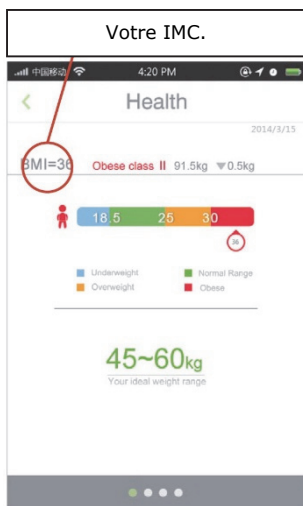 Votre IMC.
中国移动 4:20 PM
Health
2014/3/15
BMI=36 Obese class II 91.5kg ▼0.5kg
18.5 25 30
36
Underweight Normal Range
Overweight Obese
45~60kg
Your ideal weight range